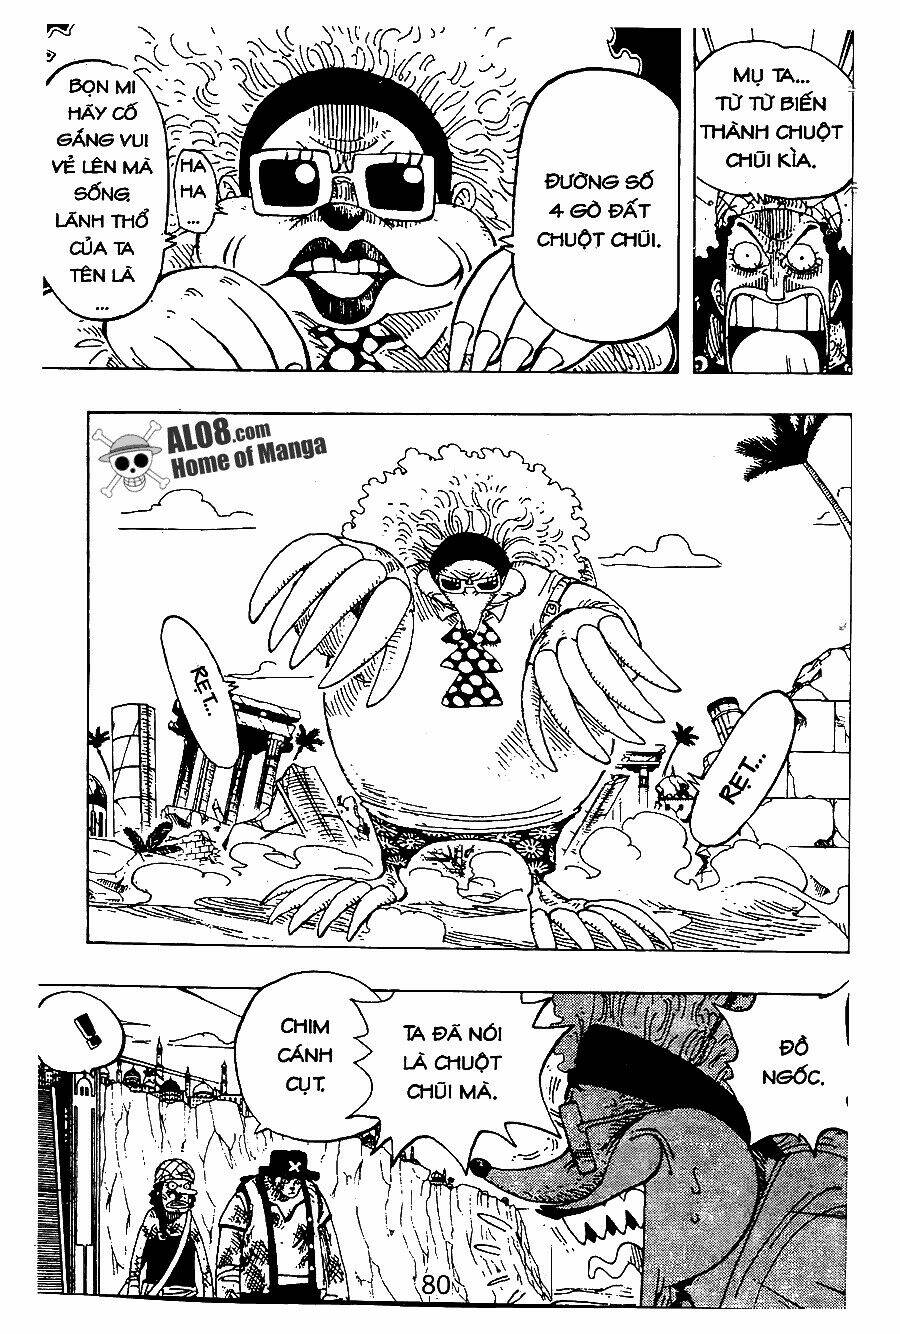 MỤ TA...
TỪ TỪ BIẾN
THÀNH CHUỘT
CHŨI KÌA.
ĐƯỜNG SỐ
4 GÒ ĐẤT
CHUỘT CHŨI.
HA
HA
...
BỌN MI
HÃY CỐ
GẮNG VUI
VẺ LÊN MÀ
SỐNG.
LÃNH THỔ
CỦA TA
TÊN LÀ
...
ALO8.com
Home of Manga
RẸT...
RẸT...
ĐỒ
NGỐC.
TA ĐÃ NÓI
LÀ CHUỘT
CHŨI MÀ.
CHIM
CÁNH
CỤT.
!
80